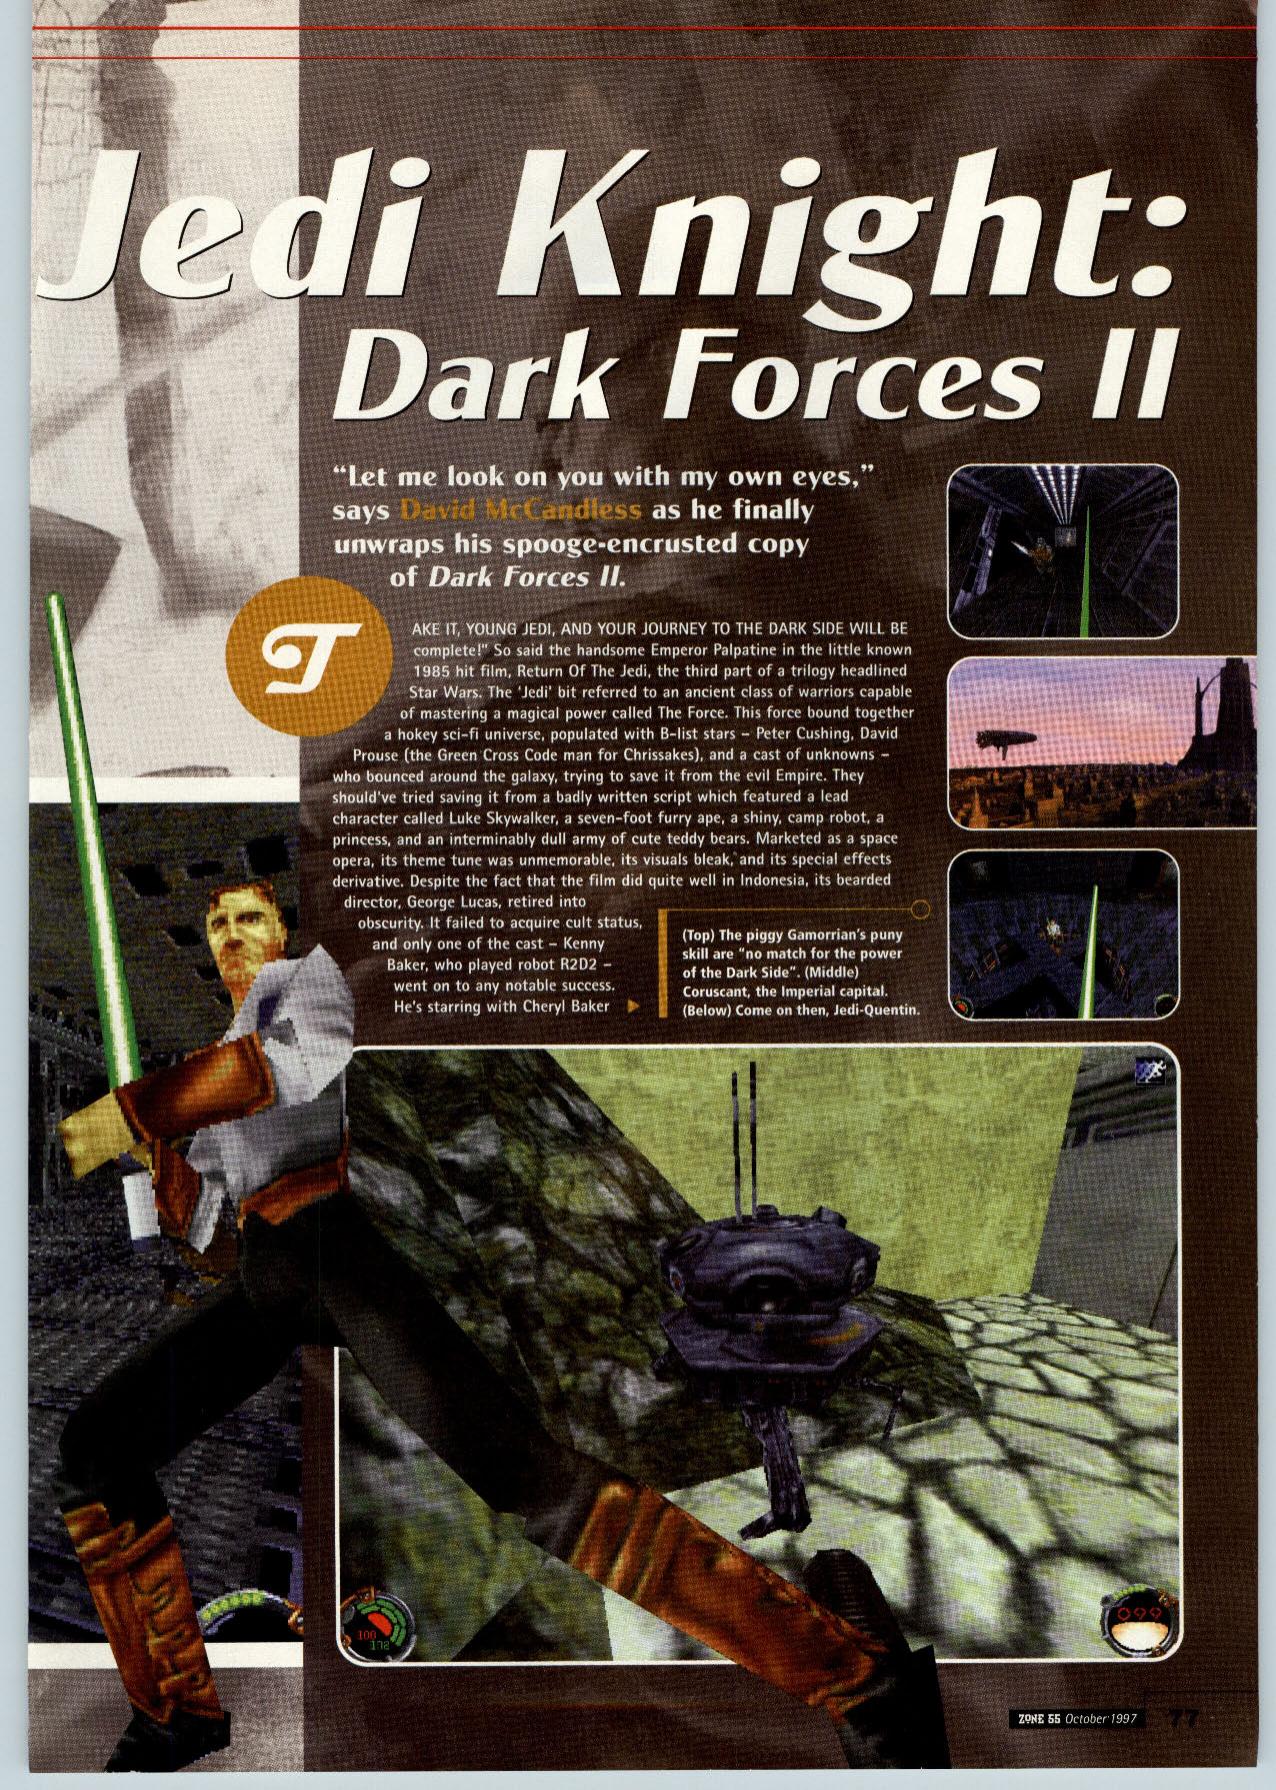 Jedi Knight:
Dark Forces II
“Let me look on you with my own eyes,”
says David McCandless as he finally
unwraps his spooge-encrusted copy
of Dark Forces II.
T
AKE IT, YOUNG JEDI, AND YOUR JOURNEY TO THE DARK SIDE WILL BE
complete!” So said the handsome Emperor Palpatine in the little known
1985 hit film, Return Of The Jedi, the third part of a trilogy headlined
Star Wars. The ‘Jedi’ bit referred to an ancient class of warriors capable
of mastering a magical power called The Force. This force bound together
a hokey sci-fi universe, populated with B-list stars – Peter Cushing, David
Prouse (the Green Cross Code man for Chrissakes), and a cast of unknowns –
who bounced around the galaxy, trying to save it from the evil Empire. They
should’ve tried saving it from a badly written script which featured a lead
character called Luke Skywalker, a seven-foot furry ape, a shiny, camp robot, a
princess, and an interminably dull army of cute teddy bears. Marketed as a space
opera, its theme tune was unmemorable, its visuals bleak, and its special effects
derivative. Despite the fact that the film did quite well in Indonesia, its bearded
director, George Lucas, retired into
obscurity. It failed to acquire cult status,
and only one of the cast – Kenny
Baker, who played robot R2D2 –
went on to any notable success.
He’s starring with Cheryl Baker
(Top) The piggy Gamorrian’s puny
skill are “no match for the power
of the Dark Side”. (Middle)
Coruscant, the Imperial capital.
(Below) Come on then, Jedi-Quentin.
100
178
ZONE 55 October 1997
77